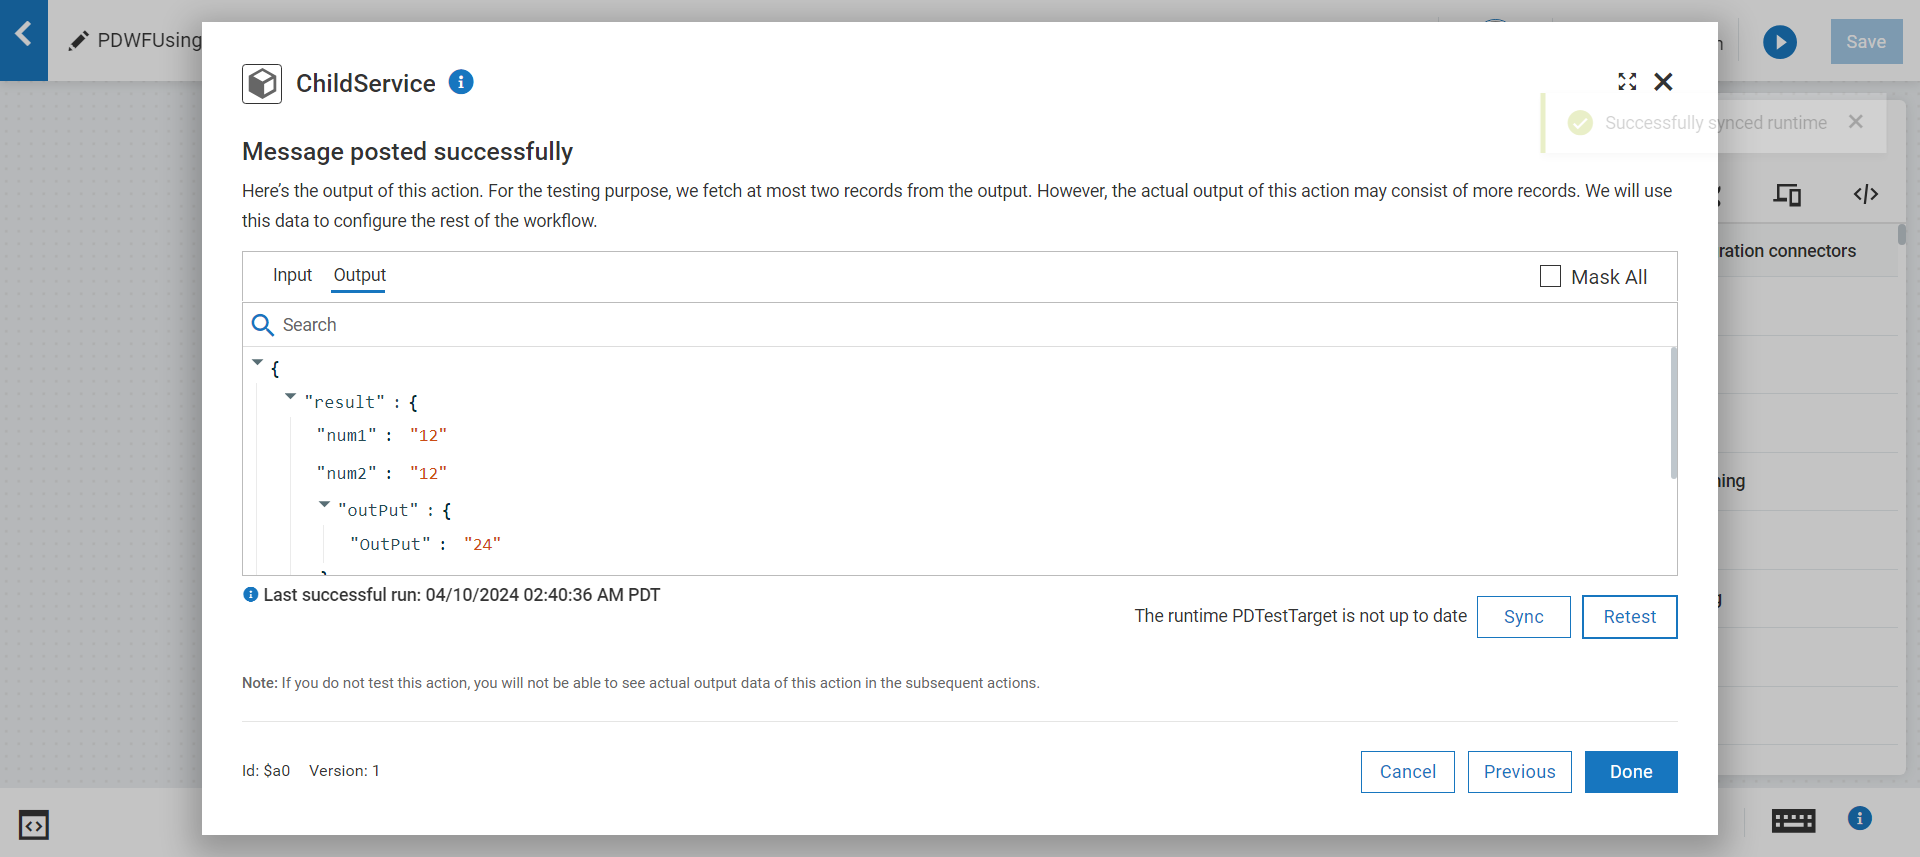 PDWFUsing
Save
ChildService
Successfully synced runtime
Message posted successfully
Here's the output of this action. For the testing purpose, we fetch at most two records from the output. However, the actual output of this action may consist of more records. We will use
this data to configure the rest of the workflow.
ration connectors
Input Output
Mask All
Search
{
"result" : {
"num1" : "12"
"num2" : "12"
"outPut" : {
"OutPut" : "24"
ning
Last successful run: 04/10/2024 02:40:36 AM PDT
The runtime PDTestTarget is not up to date
Sync
Retest
Note: If you do not test this action, you will not be able to see actual output data of this action in the subsequent actions.
Id: $a0 Version: 1
Cancel
Previous
Done